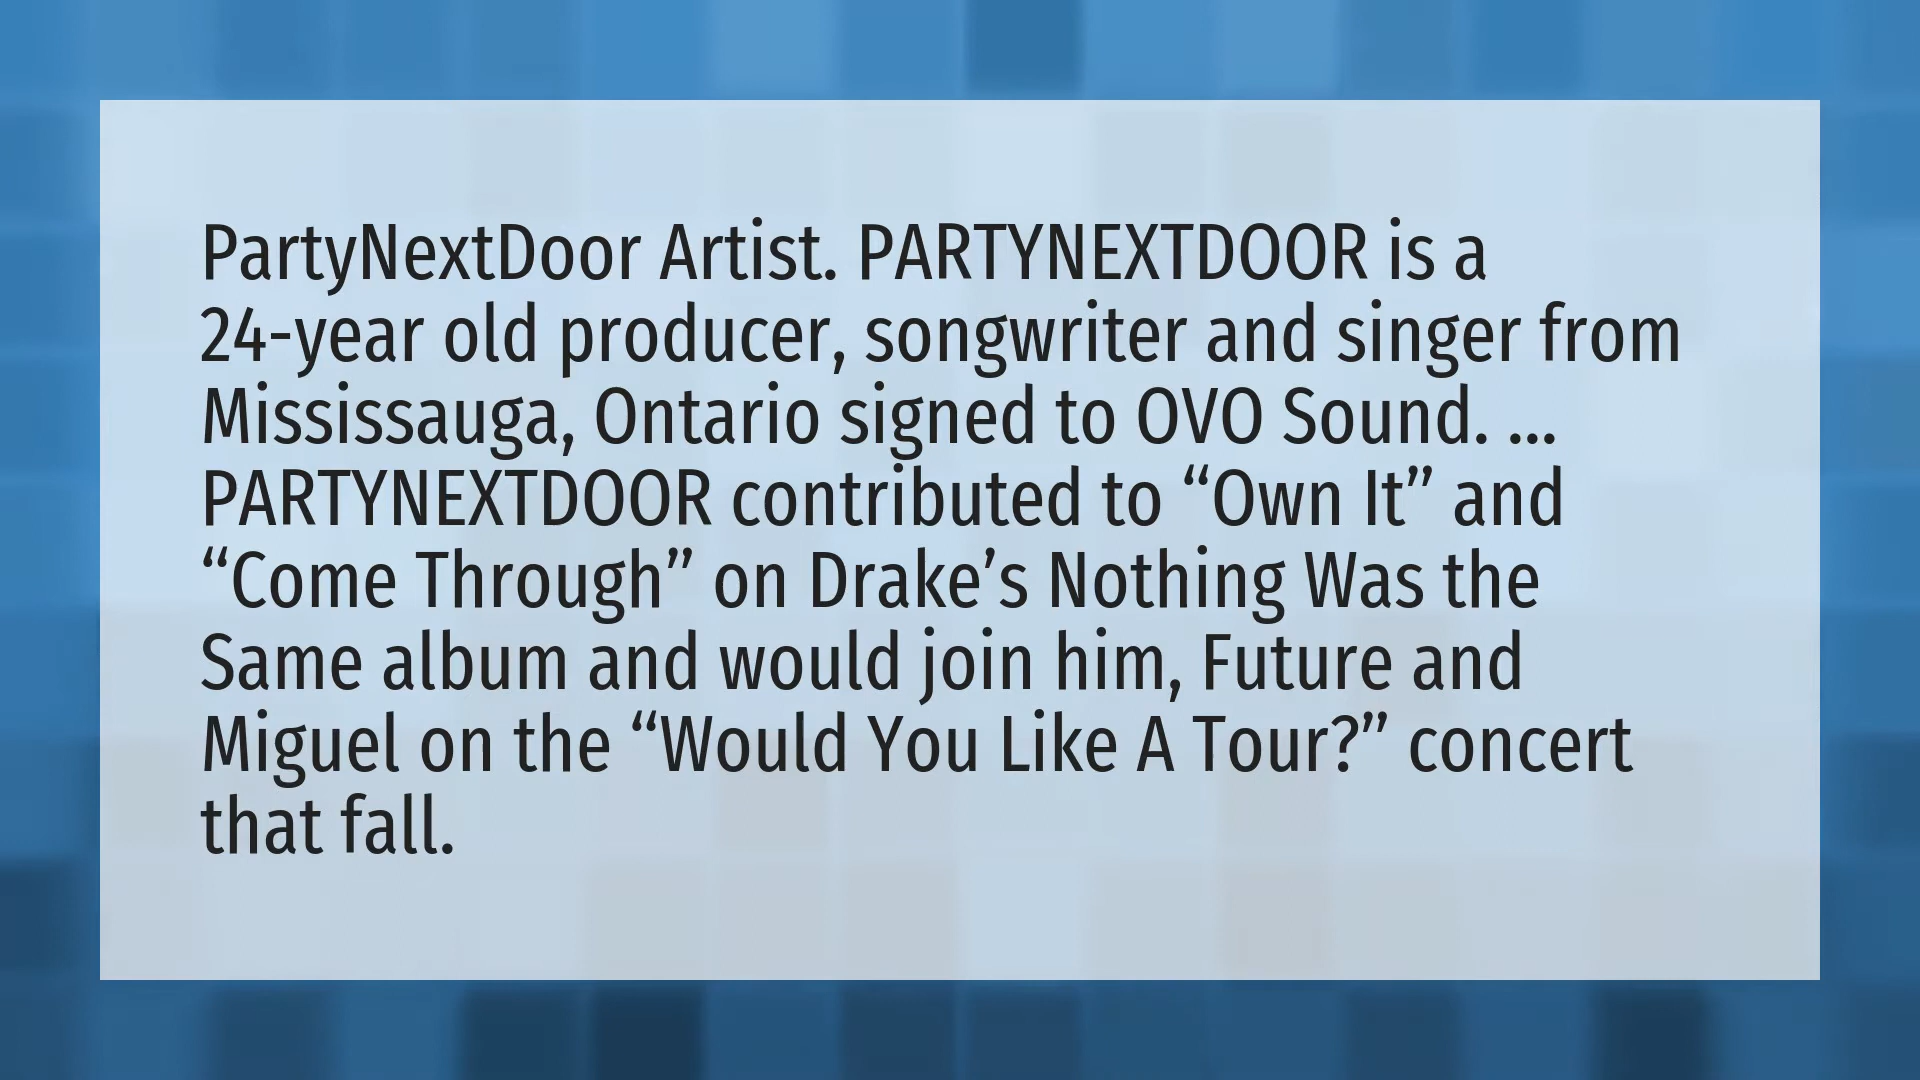 PartyNextDoor Artist. PARTYNEXTDOOR is a
24-year old producer, songwriter and singer from
Mississauga, Ontario signed to OVO Sound. ...
PARTYNEXTDOOR contributed to “Own It” and
“Come Through” on Drake’s Nothing Was the
Same album and would join him, Future and
Miguel on the “Would You Like A Tour?” concert
that fall.